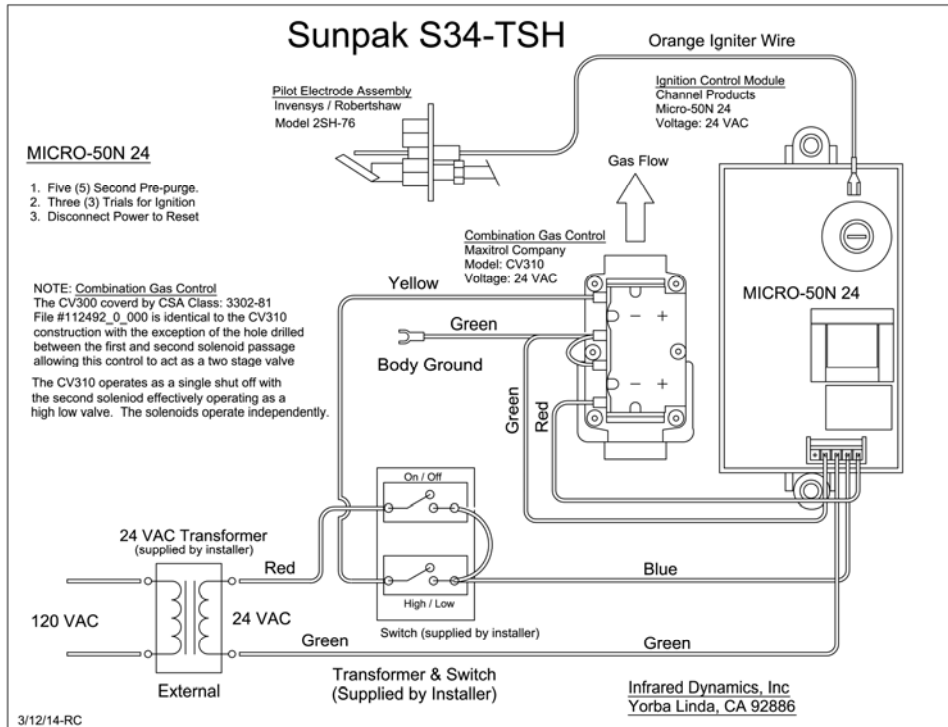 Sunpak S34-TSH
Orange Igniter Wire
Pilot Electrode Assembly
Invensys / Robertshaw
Model 2SH-76
Ignition Control Module
Channel Products
Micro-50N 24
Voltage: 24 VAC
MICRO-50N 24
1. Five (5) Second Pre-purge.
2. Three (3) Trials for Ignition
3. Disconnect Power to Reset
Gas Flow
Combination Gas Control
Maxitrol Company
Model: CV310
Voltage: 24 VAC
NOTE: Combination Gas Control
The CV300 coverd by CSA Class: 3302-81
File #112492_0_000 is identical to the CV310
construction with the exception of the hole drilled
between the first and second solenoid passage
allowing this control to act as a two stage valve
The CV310 operates as a single shut off with
the second soleniod effectively operating as a
high low valve. The solenoids operate independently.
Yellow
Green
Body Ground
Green
Red
- +
- +
MICRO-50N 24
On / Off
High / Low
Switch (supplied by installer)
24 VAC Transformer
(supplied by installer)
Red
Blue
120 VAC
24 VAC
Green
Green
External
Transformer & Switch
(Supplied by Installer)
Infrared Dynamics, Inc
Yorba Linda, CA 92886
3/12/14-RC